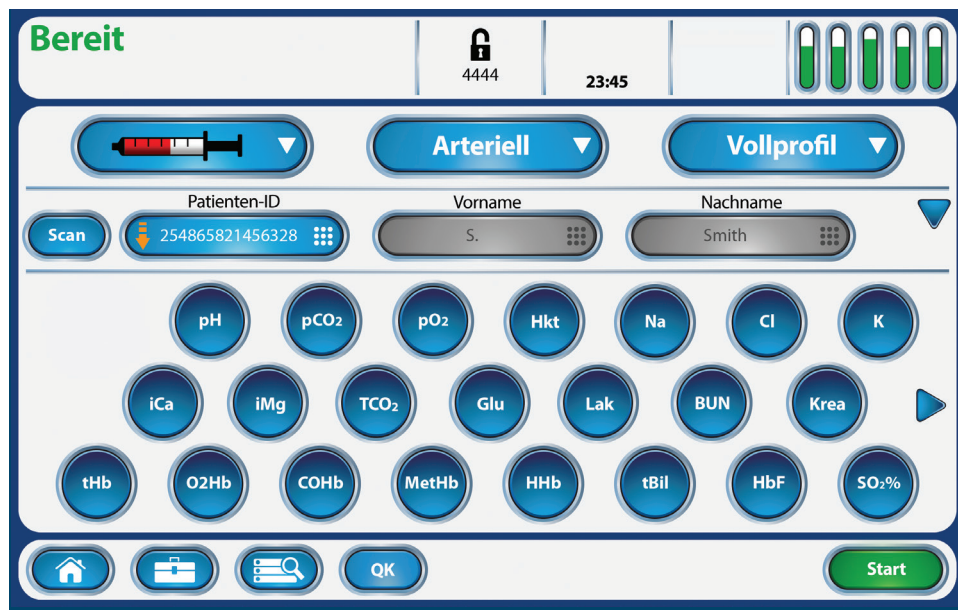 Bereit
4444
23:45
Arteriell
Vollprofil
Patienten-ID Vorname Nachname
Scan 254865821456328 S. Smith
pH pCO₂ pO₂ Hkt Na Cl K
iCa iMg TCO₂ Glu Lak BUN Krea
tHb O2Hb COHb MetHb HHb tBil HbF SO₂%
QK Start